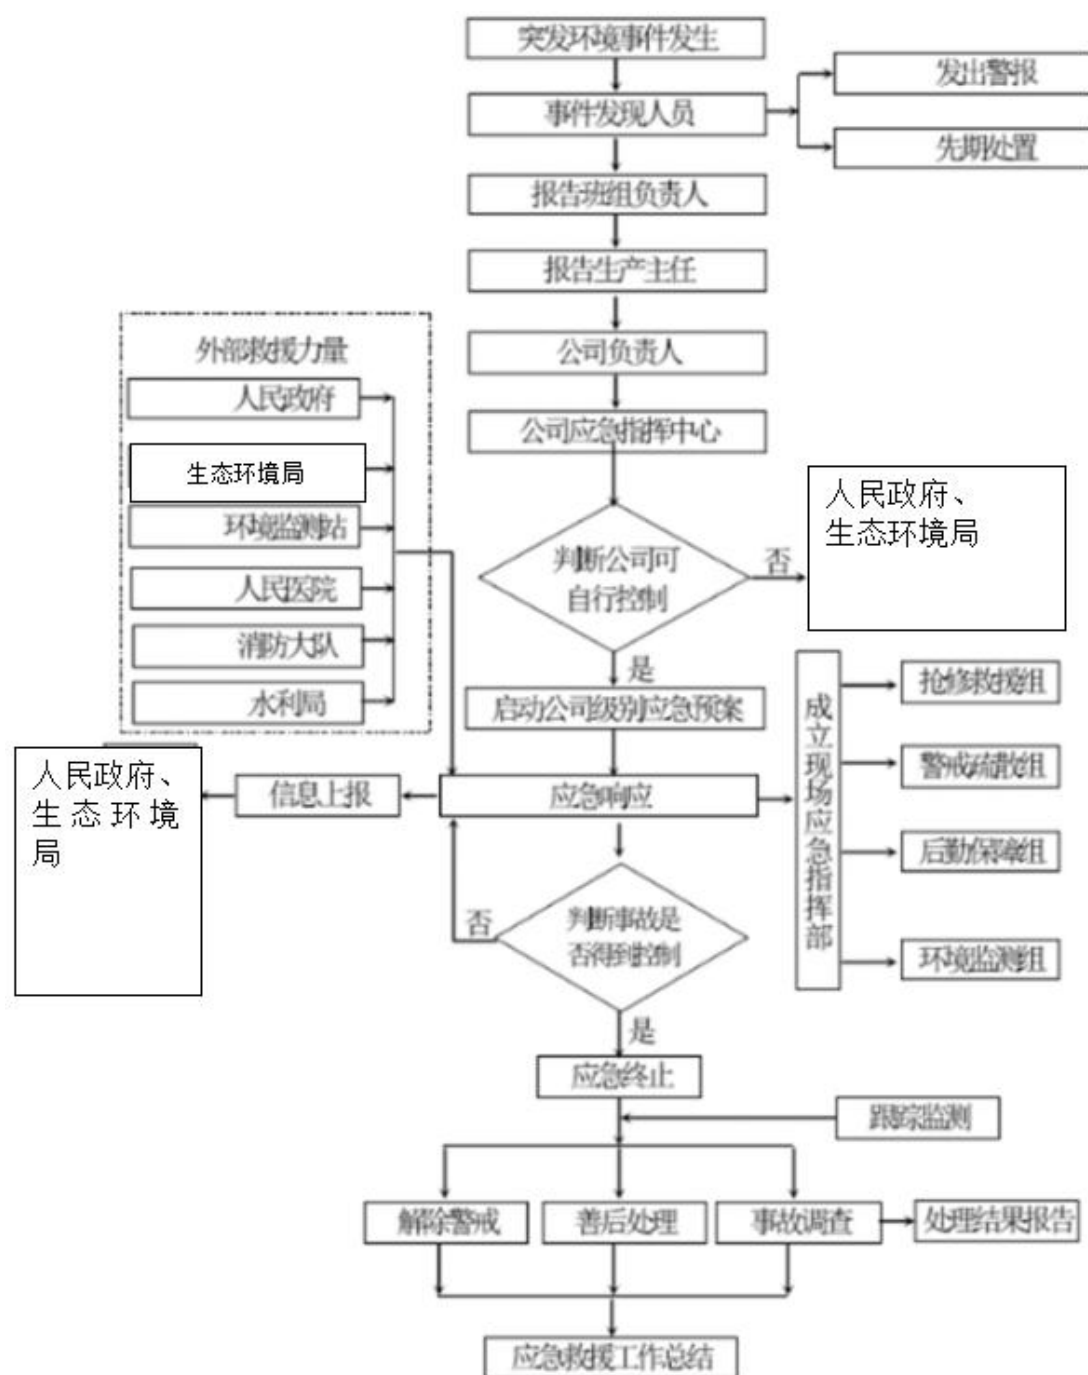 突发环境事件发生
事件发现人员
发出警报
先期处置
报告班组负责人
报告生产主任
公司负责人
公司应急指挥中心
外部救援力量
人民政府
生态环境局
环境监测站
人民医院
消防大队
水利局
判断公司可
自行控制
否
人民政府、
生态环境局
是
启动公司级别应急预案
应急响应
信息上报
人民政府、
生态环境
局
成立现场应急指挥部
抢修救援组
警戒疏散组
后勤保障组
环境监测组
判断事故是
否得到控制
否
是
应急终止
跟踪监测
解除警戒
善后处理
事故调查
处理结果报告
应急救援工作总结